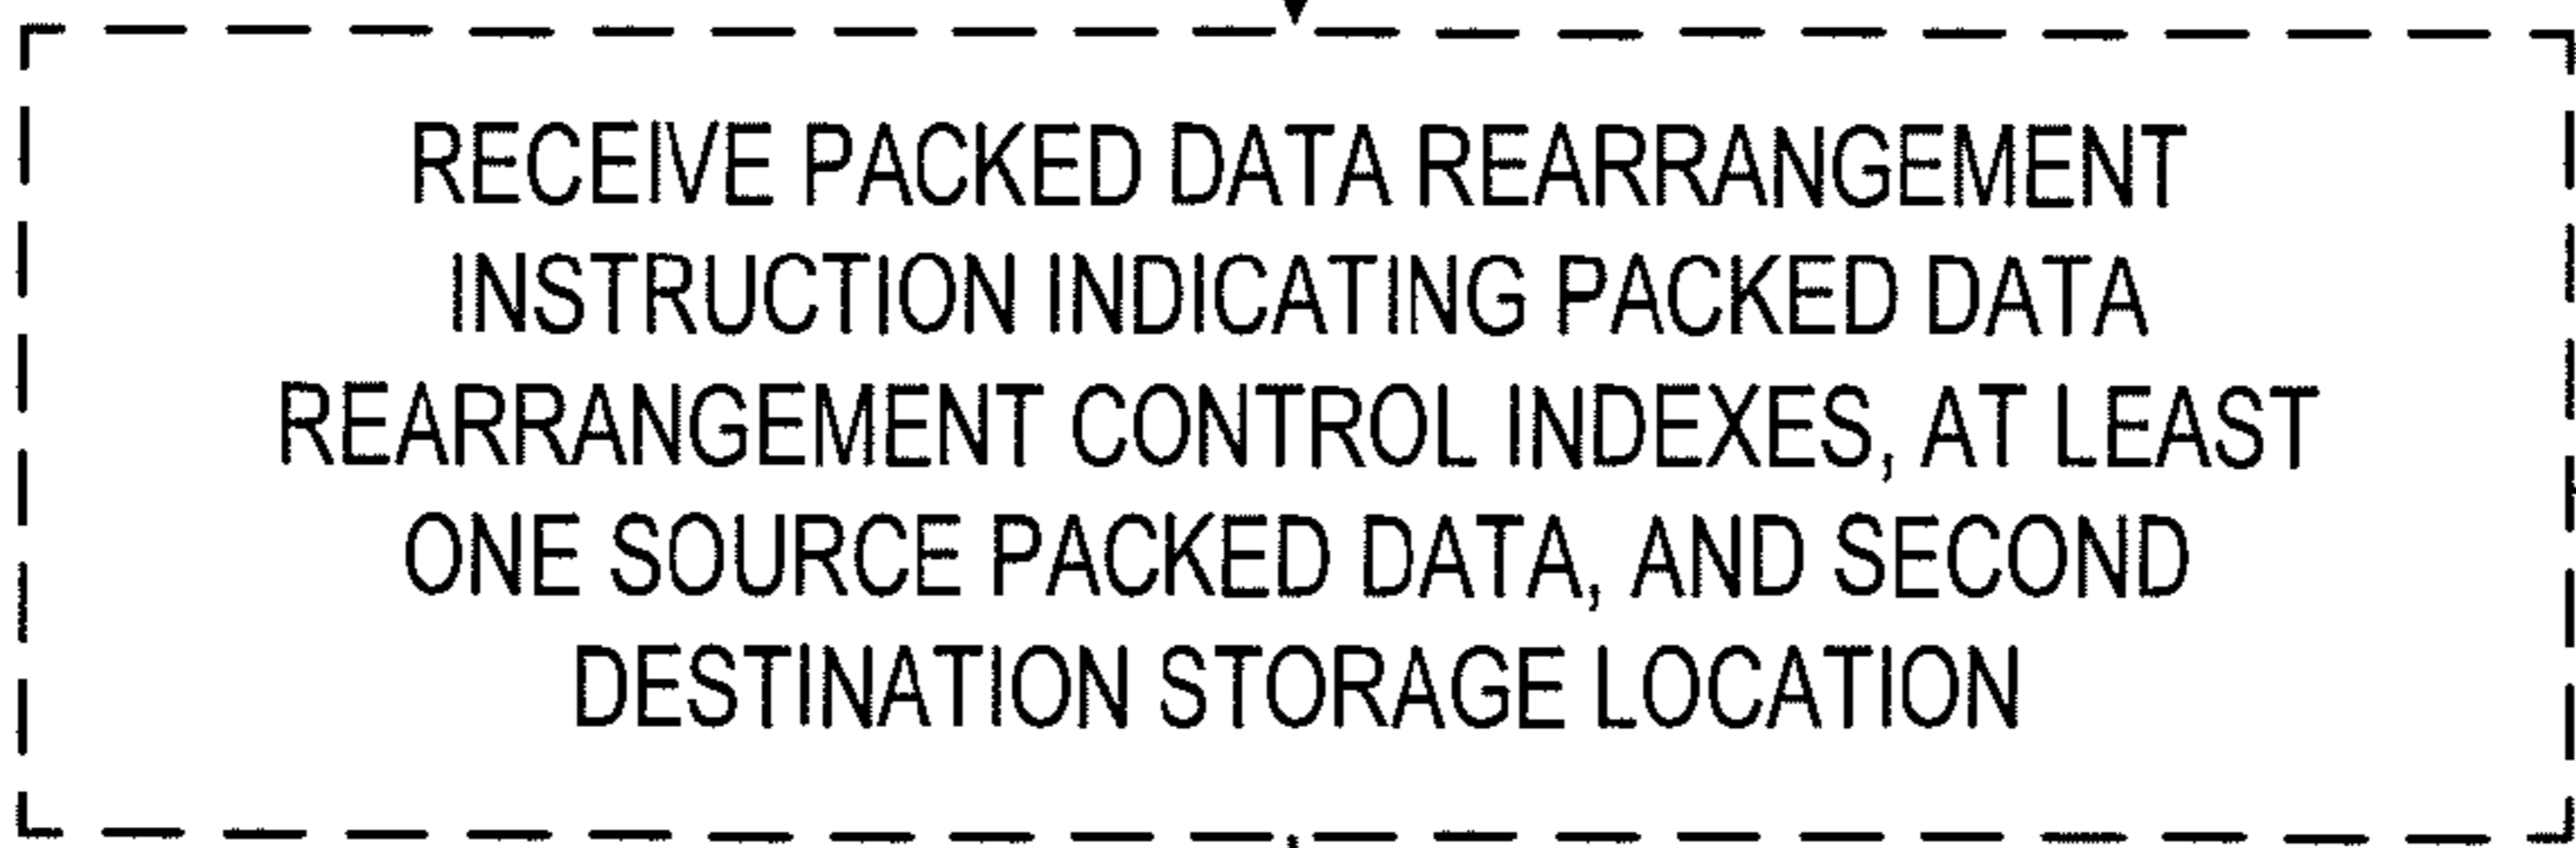 RECEIVE PACKED DATA REARRANGEMENT
INSTRUCTION INDICATING PACKED DATA
REARRANGEMENT CONTROL INDEXES, AT LEAST
ONE SOURCE PACKED DATA, AND SECOND
DESTINATION STORAGE LOCATION